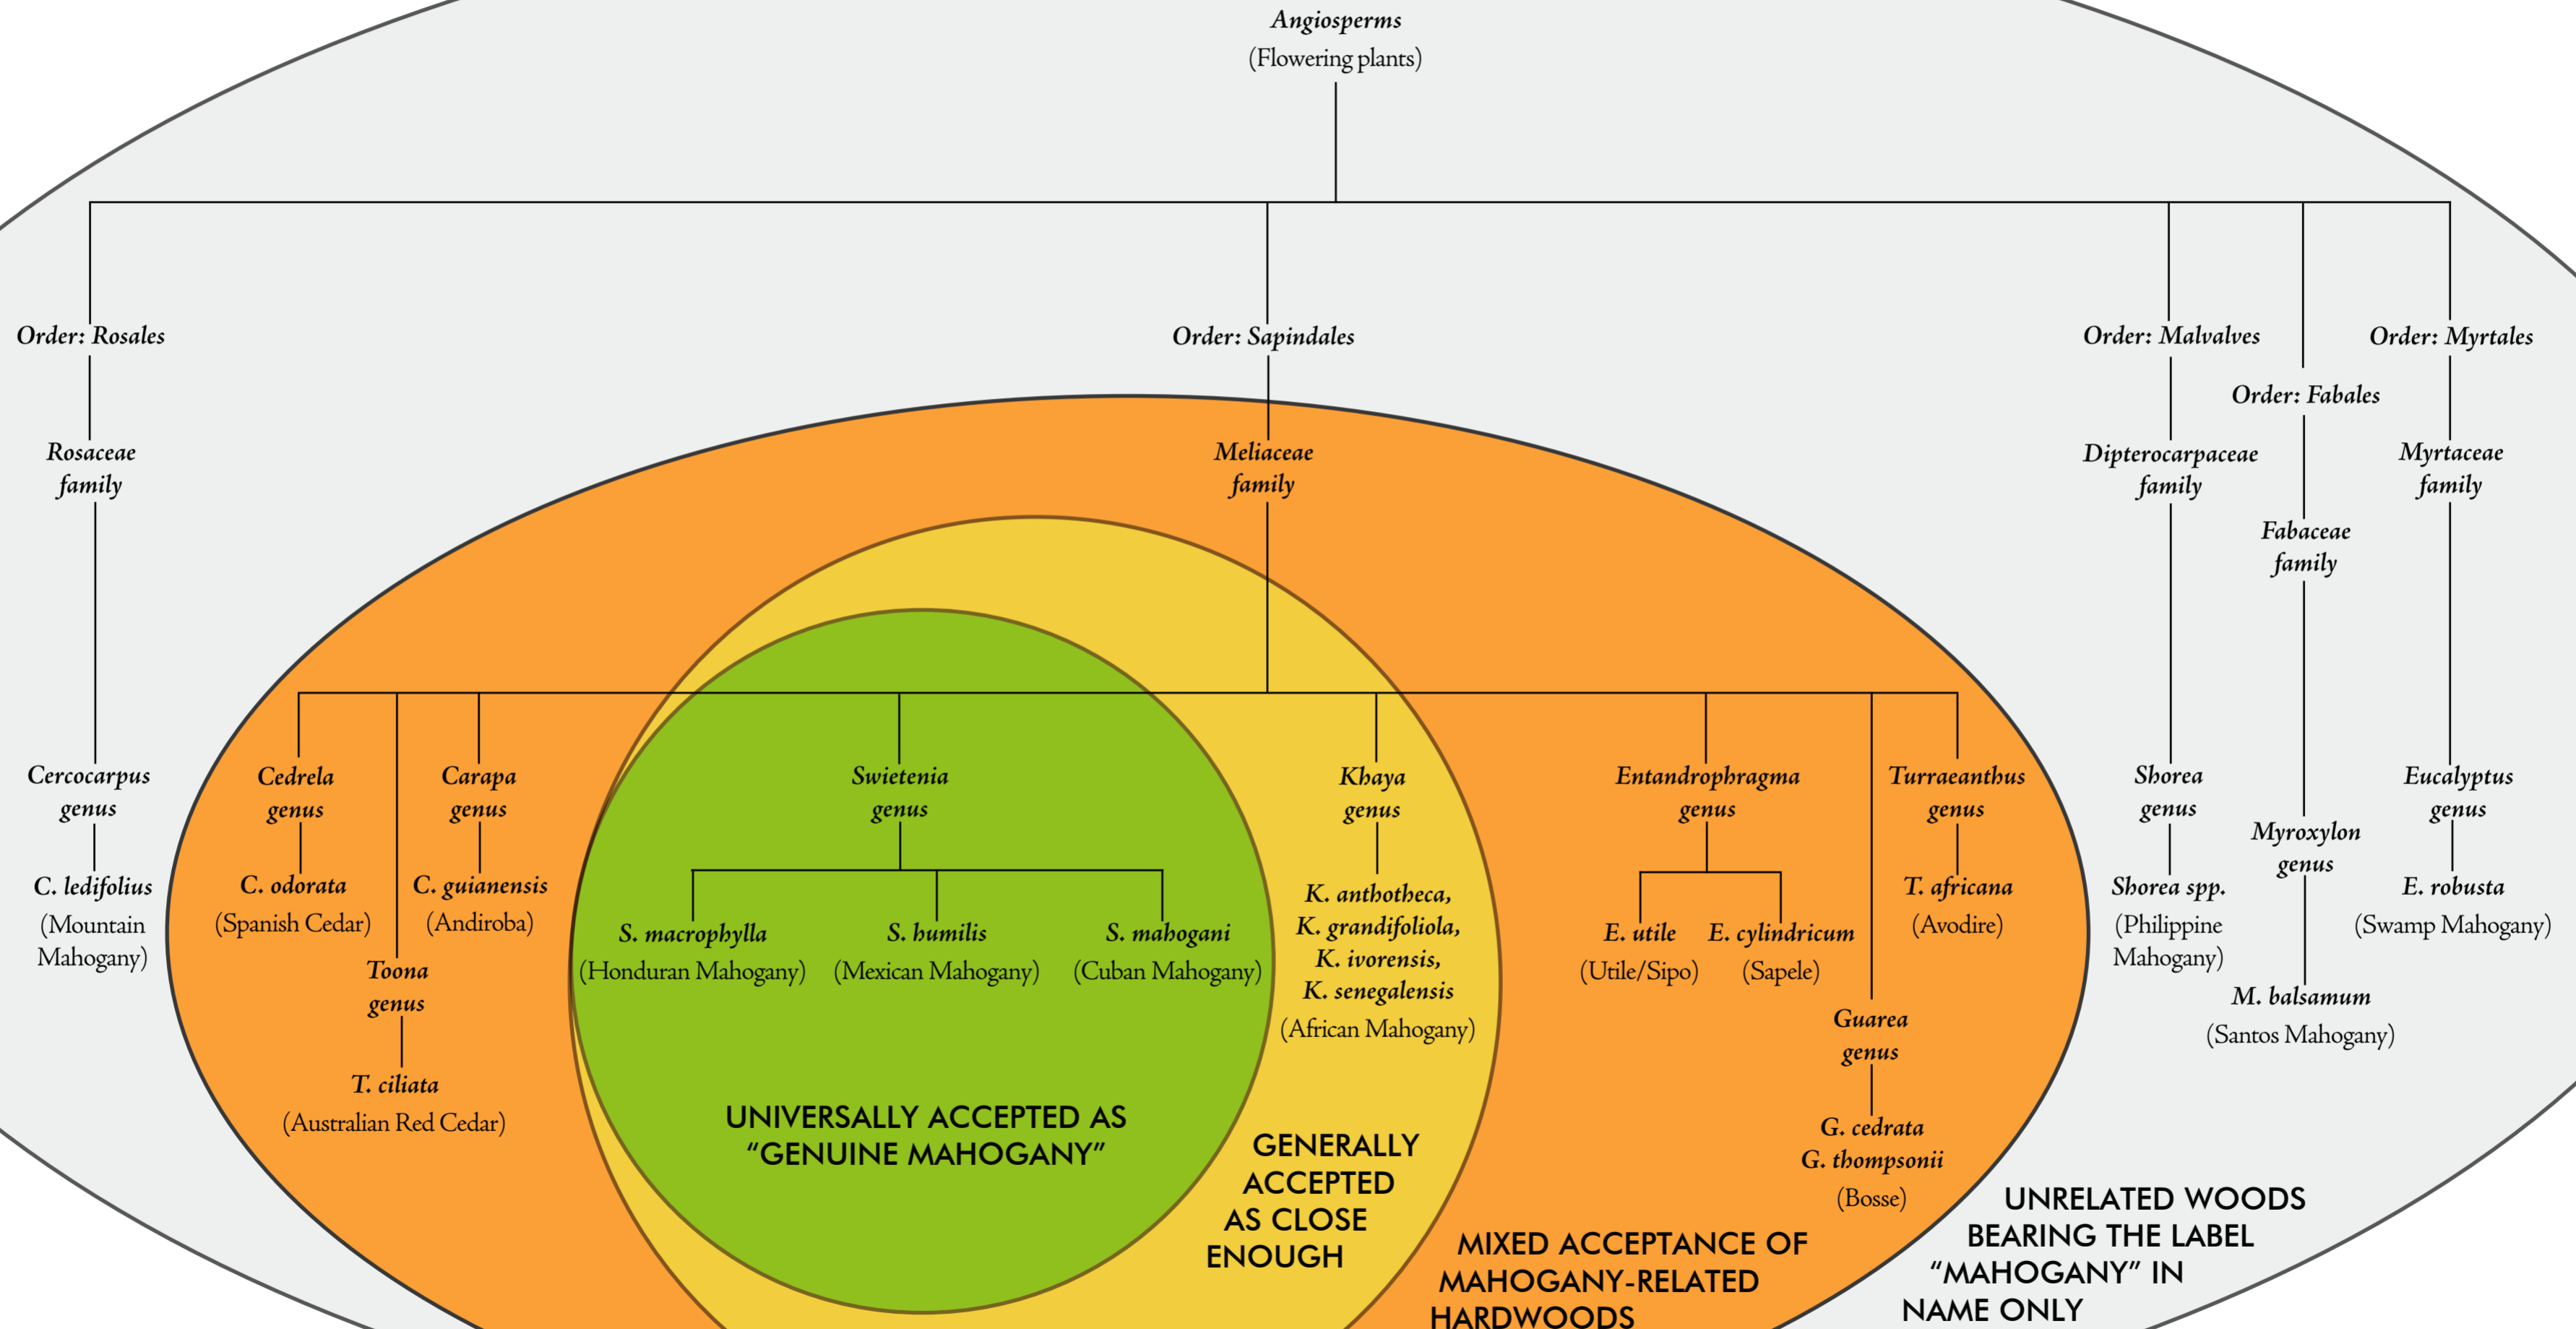 Angiosperms
(Flowering plants)
Order: Rosales
Order: Sapindales
Order: Malvalves
Order: Myrtales
Order: Fabales
Rosaceae
family
Meliaceae
family
Dipterocarpaceae
family
Myrtaceae
family
Fabaceae
family
Cercocarpus
genus
C. ledifolius
(Mountain
Mahogany)
Cedrela
genus
C. odorata
(Spanish Cedar)
Toona
genus
T. ciliata
(Australian Red Cedar)
Carapa
genus
C. guianensis
(Andiroba)
Swietenia
genus
S. macrophylla
(Honduran Mahogany)
S. humilis
(Mexican Mahogany)
S. mahogani
(Cuban Mahogany)
Khaya
genus
K. anthotheca,
K. grandifoliola,
K. ivorensis,
K. senegalensis
(African Mahogany)
Entandrophragma
genus
E. utile
(Utile/Sipo)
E. cylindricum
(Sapele)
Guarea
genus
G. cedrata
G. thompsonii
(Bosse)
Turraeanthus
genus
T. africana
(Avodire)
Shorea
genus
Shorea spp.
(Philippine
Mahogany)
Myroxylon
genus
M. balsamum
(Santos Mahogany)
Eucalyptus
genus
E. robusta
(Swamp Mahogany)
UNIVERSALLY ACCEPTED AS
“GENUINE MAHOGANY”
GENERALLY
ACCEPTED
AS CLOSE
ENOUGH
MIXED ACCEPTANCE OF
MAHOGANY-RELATED
HARDWOODS
UNRELATED WOODS
BEARING THE LABEL
“MAHOGANY” IN
NAME ONLY